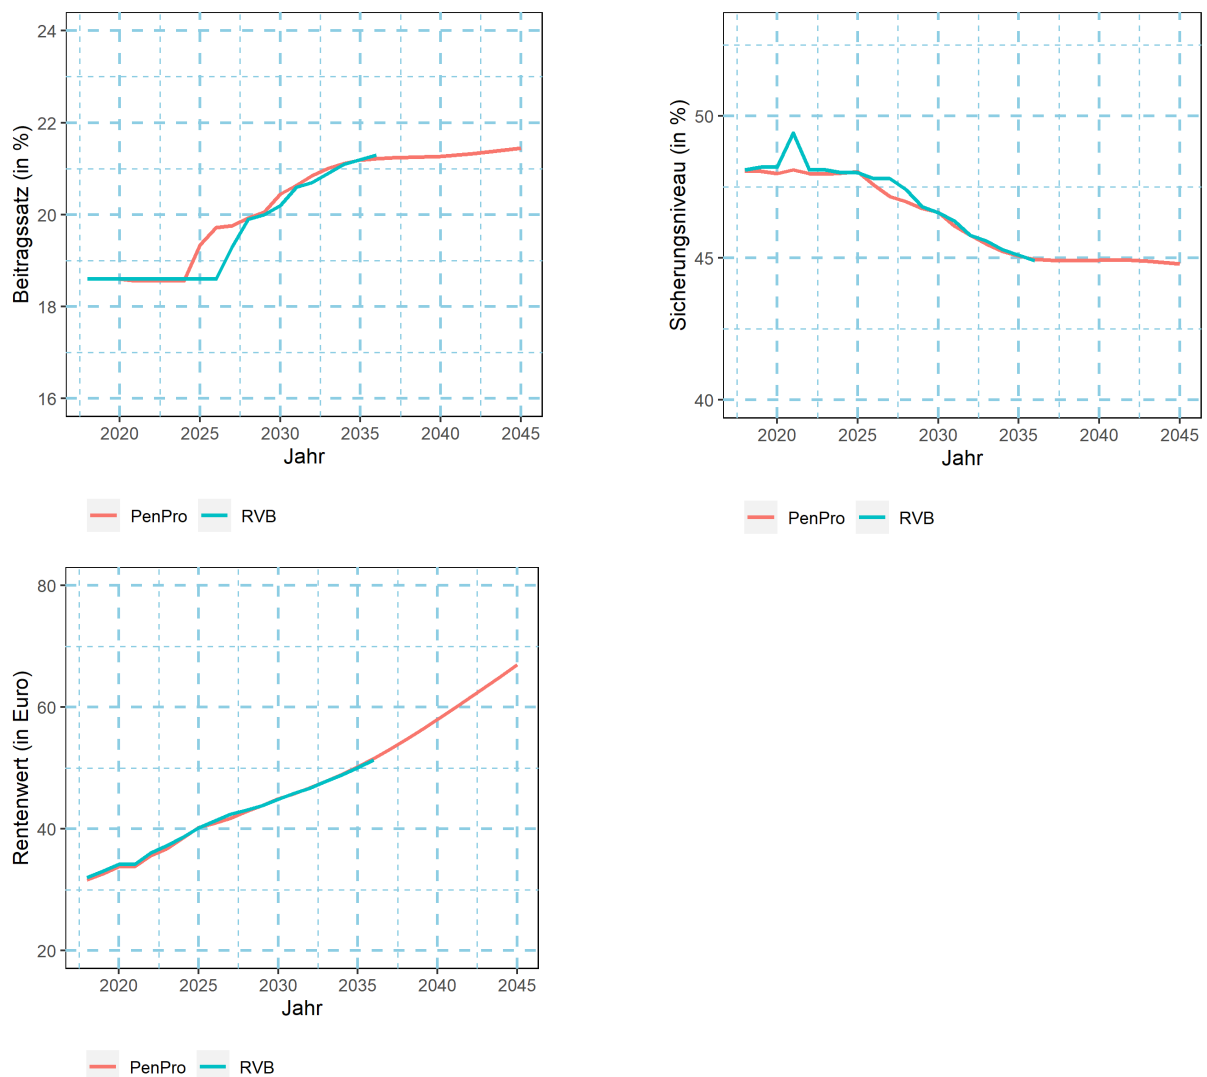 Beitragssatz (in %)
24
22
20
18
16
2020 2025 2030 2035 2040 2045
Jahr
PenPro RVB
Sicherungsniveau (in %)
50
45
40
2020 2025 2030 2035 2040 2045
Jahr
PenPro RVB
Rentenwert (in Euro)
80
60
40
20
2020 2025 2030 2035 2040 2045
Jahr
PenPro RVB